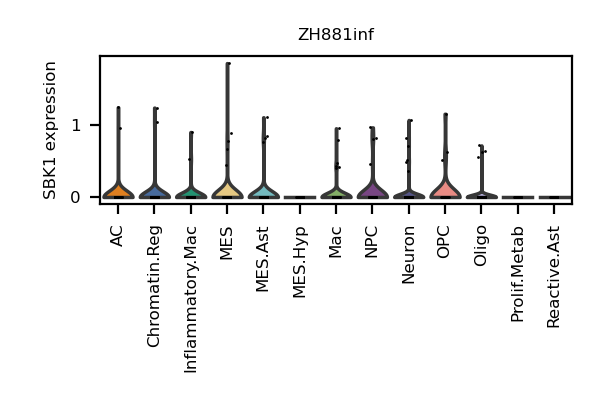 ZH881inf
SBK1 expression
1
0
AC
Chromatin.Reg
Inflammatory.Mac
MES
MES.Ast
MES.Hyp
Mac
NPC
Neuron
OPC
Oligo
Prolif.Metab
Reactive.Ast